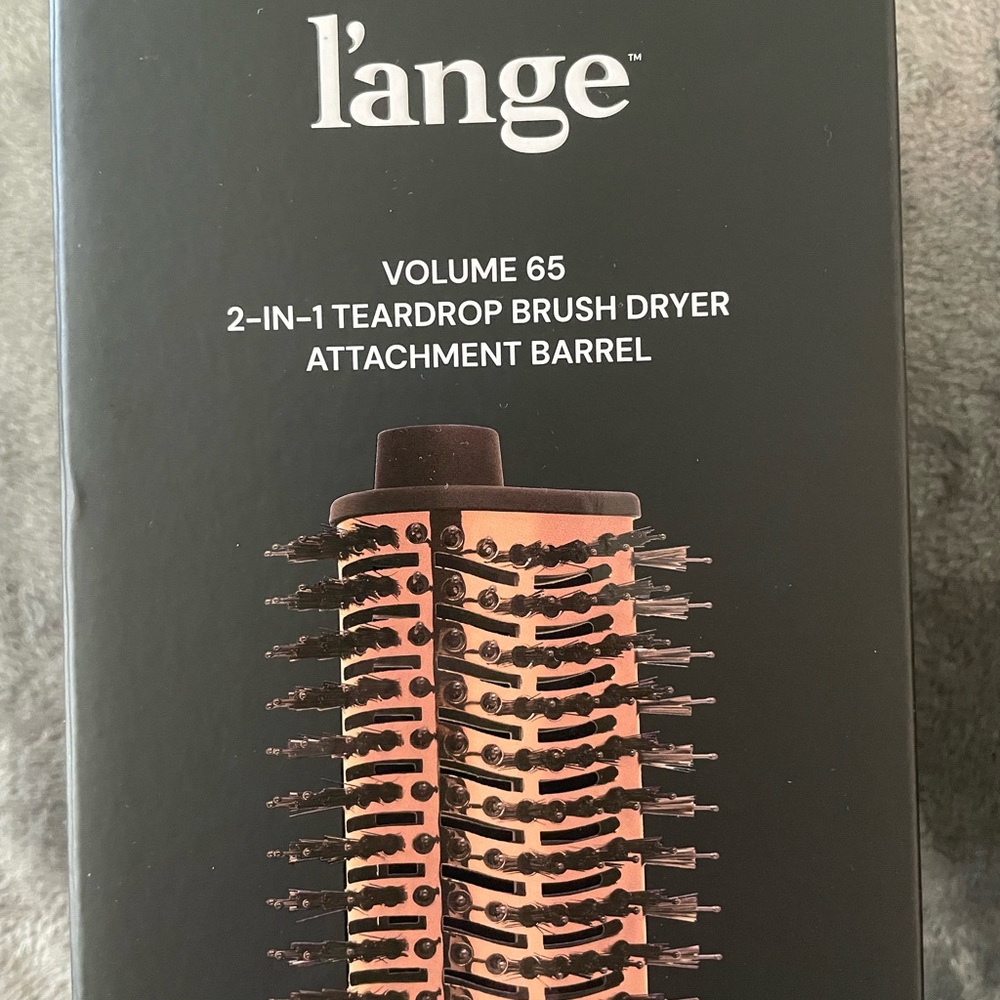 l'ange™
VOLUME 65
2-IN-1 TEARDROP BRUSH DRYER
ATTACHMENT BARREL